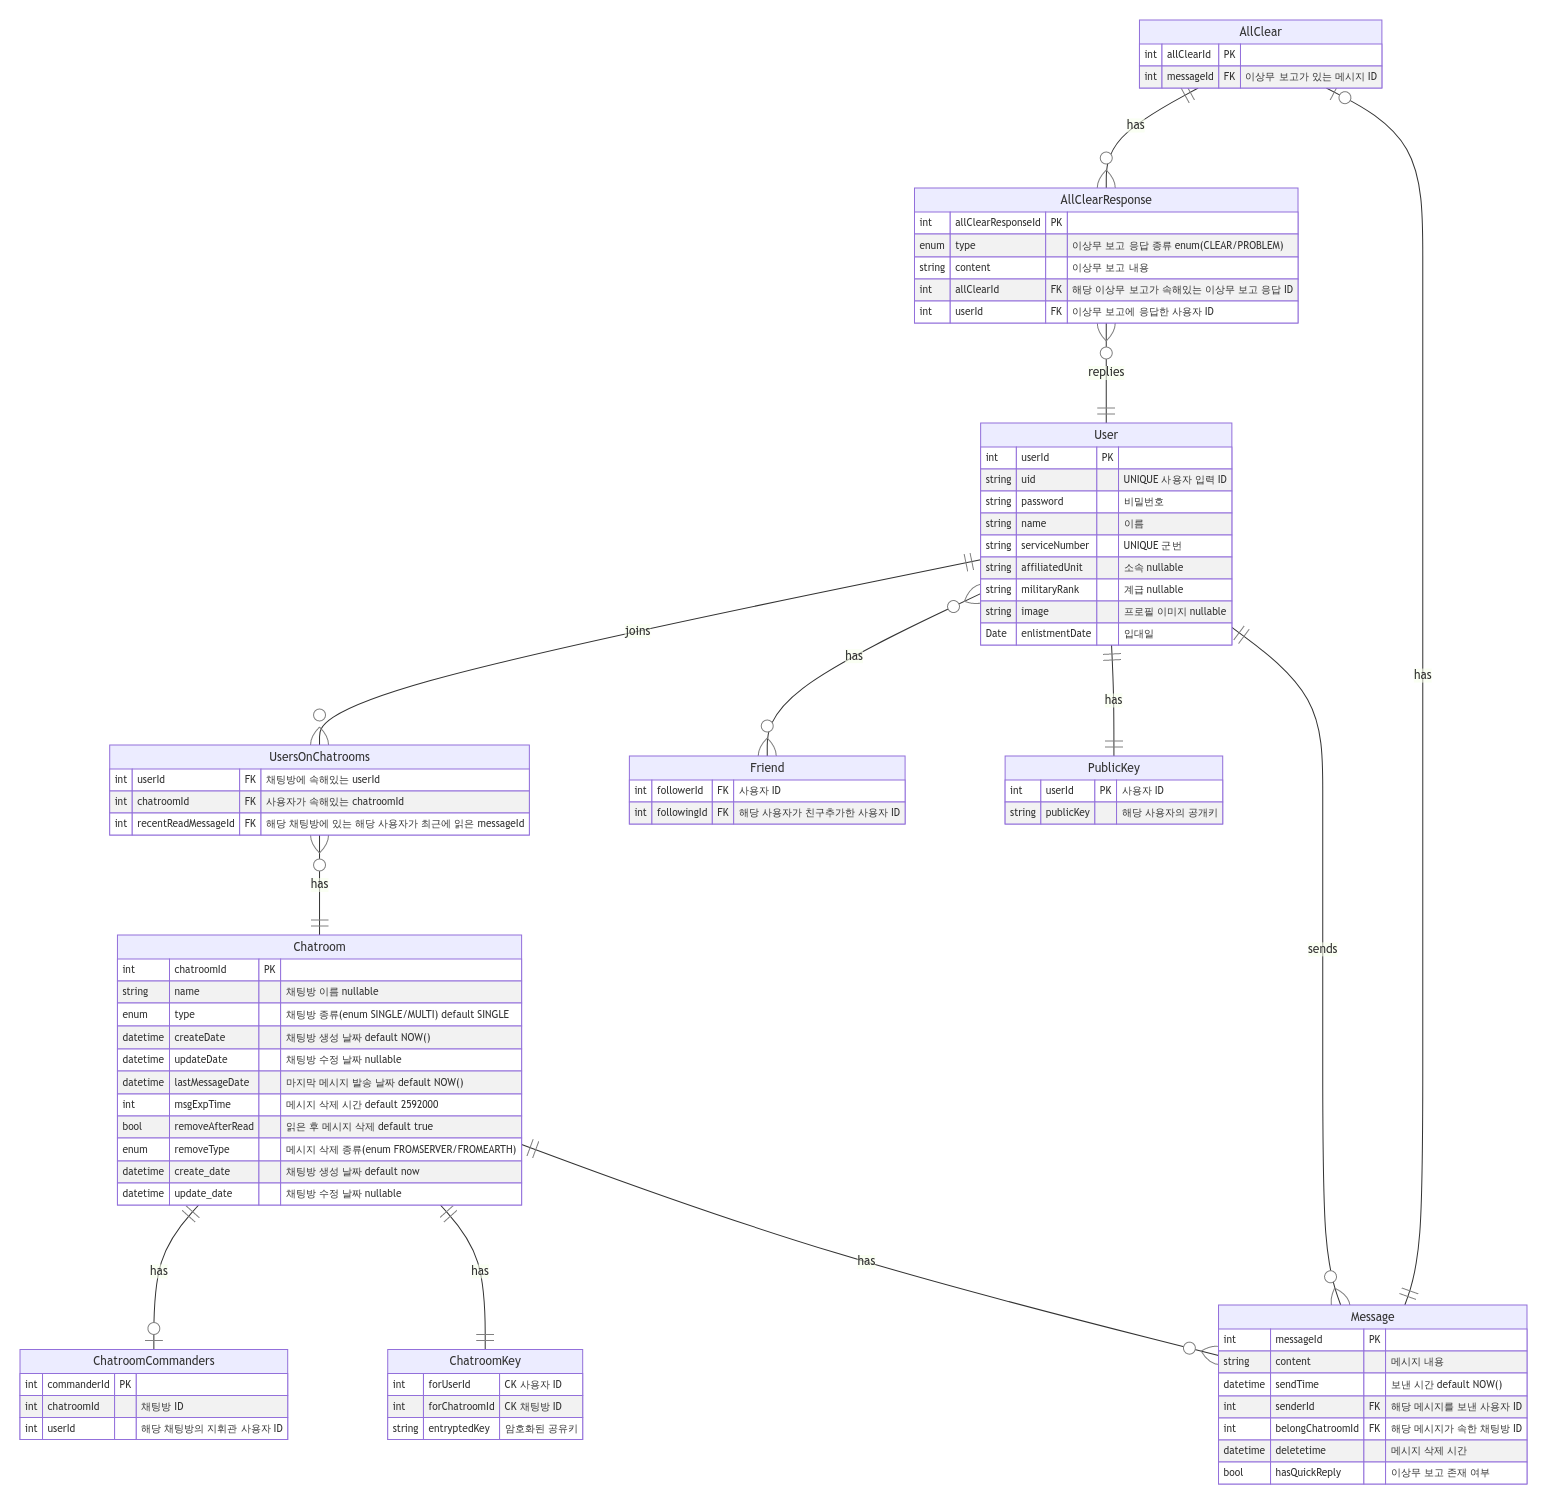 AllClear
int allClearId PK
int messageId FK 이상무 보고가 있는 메시지 ID
has
AllClearResponse
int allClearResponseId PK
enum type 이상무 보고 응답 종류 enum(CLEAR/PROBLEM)
string content 이상무 보고 내용
int allClearId FK 해당 이상무 보고가 속해있는 이상무 보고 응답 ID
int userId FK 이상무 보고에 응답한 사용자 ID
replies
User
int userId PK
string uid UNIQUE 사용자 입력 ID
string password 비밀번호
string name 이름
string serviceNumber UNIQUE 군번
string affiliatedUnit 소속 nullable
string militaryRank 계급 nullable
string image 프로필 이미지 nullable
Date enlistmentDate 입대일
joins
has
has
has
UsersOnChatrooms
int userId FK 채팅방에 속해있는 userId
int chatroomId FK 사용자가 속해있는 chatroomId
int recentReadMessageId FK 해당 채팅방에 있는 해당 사용자가 최근에 읽은 messageId
Friend
int followerId FK 사용자 ID
int followingId FK 해당 사용자가 친구추가한 사용자 ID
PublicKey
int userId PK 사용자 ID
string publicKey 해당 사용자의 공개키
has
sends
Chatroom
int chatroomId PK
string name 채팅방 이름 nullable
enum type 채팅방 종류(enum SINGLE/MULTI) default SINGLE
datetime createDate 채팅방 생성 날짜 default NOW()
datetime updateDate 채팅방 수정 날짜 nullable
datetime lastMessageDate 마지막 메시지 발송 날짜 default NOW()
int msgExpTime 메시지 삭제 시간 default 2592000
bool removeAfterRead 읽은 후 메시지 삭제 default true
enum removeType 메시지 삭제 종류(enum FROMSERVER/FROMEARTH)
datetime create_date 채팅방 생성 날짜 default now
datetime update_date 채팅방 수정 날짜 nullable
has
has
has
ChatroomCommanders
int commanderId PK
int chatroomId 채팅방 ID
int userId 해당 채팅방의 지휘관 사용자 ID
ChatroomKey
int forUserId CK 사용자 ID
int forChatroomId CK 채팅방 ID
string entryptedKey 암호화된 공유키
Message
int messageId PK
string content 메시지 내용
datetime sendTime 보낸 시간 default NOW()
int senderId FK 해당 메시지를 보낸 사용자 ID
int belongChatroomId FK 해당 메시지가 속한 채팅방 ID
datetime deletetime 메시지 삭제 시간
bool hasQuickReply 이상무 보고 존재 여부